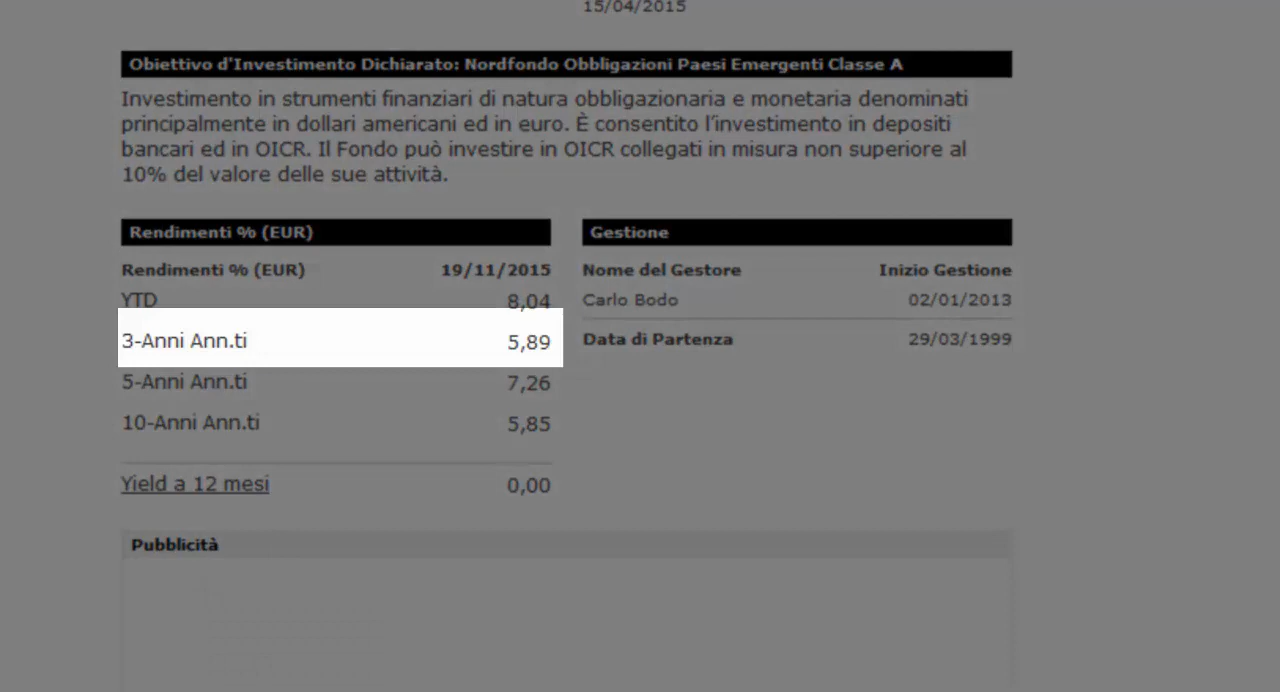 15/04/2015
Obiettivo d'Investimento Dichiarato: Nordfondo Obbligazioni Paesi Emergenti Classe A
Investimento in strumenti finanziari di natura obbligazionaria e monetaria denominati
principalmente in dollari americani ed in euro. È consentito l'investimento in depositi
bancari ed in OICR. Il Fondo può investire in OICR collegati in misura non superiore al
10% del valore delle sue attività.
Rendimenti % (EUR)
Rendimenti % (EUR) 19/11/2015
YTD 8,04
3-Anni Ann.ti 5,89
5-Anni Ann.ti 7,26
10-Anni Ann.ti 5,85
Yield a 12 mesi 0,00
Gestione
Nome del Gestore Inizio Gestione
Carlo Bodo 02/01/2013
Data di Partenza 29/03/1999
Pubblicità